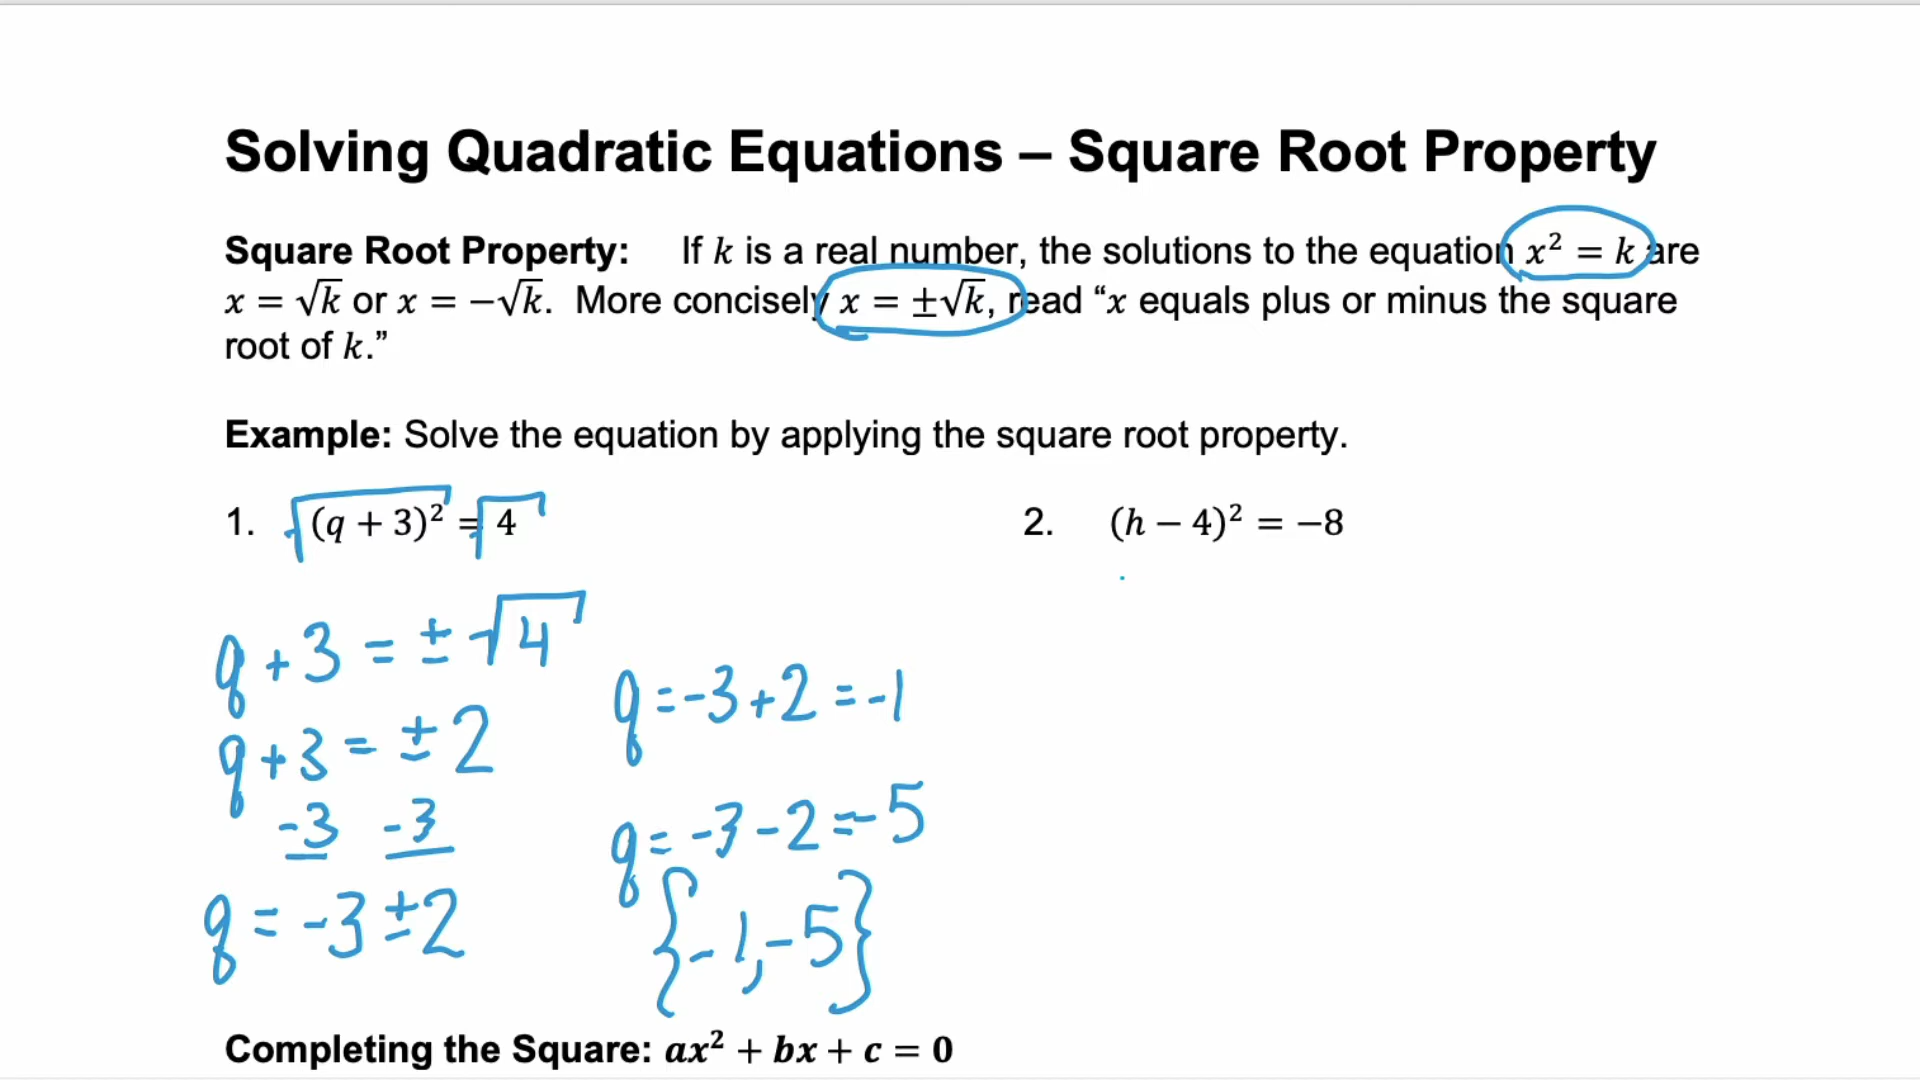 Solving Quadratic Equations – Square Root Property
Square Root Property: If k is a real number, the solutions to the equation x² = k are
x = √k or x = −√k. More concisely x = ±√k, read “x equals plus or minus the square
root of k.”
Example: Solve the equation by applying the square root property.
1. √(q + 3)² = √4
q + 3 = ± √4
q + 3 = ± 2
-3 -3
q = -3 ± 2
q = -3 + 2 = -1
q = -3 - 2 = -5
{-1, -5}
2. (h − 4)² = −8
Completing the Square: ax² + bx + c = 0